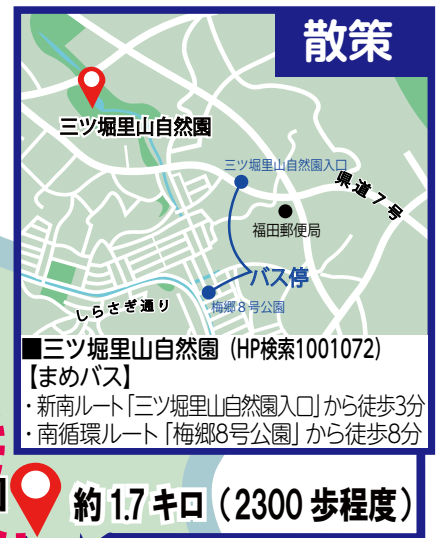 散策
三ツ堀里山自然園
三ツ堀里山自然園入口
県道7号
福田郵便局
バス停
しらさぎ通り
梅郷8号公園
■三ツ堀里山自然園（HP検索1001072）
【まめバス】
・新南ルート「三ツ堀里山自然園入口」から徒歩3分
・南循環ルート「梅郷8号公園」から徒歩8分
約1.7キロ（2300歩程度）